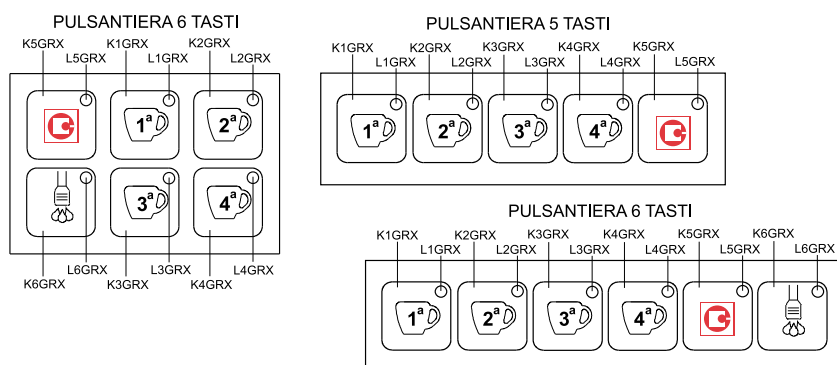 PULSANTIERA 6 TASTI
K5GRX K1GRX K2GRX
L5GRX L1GRX L2GRX
1ª 2ª
3ª 4ª
L6GRX L3GRX L4GRX
K6GRX K3GRX K4GRX
PULSANTIERA 5 TASTI
K1GRX K2GRX K3GRX K4GRX K5GRX
L1GRX L2GRX L3GRX L4GRX L5GRX
1ª 2ª 3ª 4ª
PULSANTIERA 6 TASTI
K1GRX K2GRX K3GRX K4GRX K5GRX K6GRX
L1GRX L2GRX L3GRX L4GRX L5GRX L6GRX
1ª 2ª 3ª 4ª